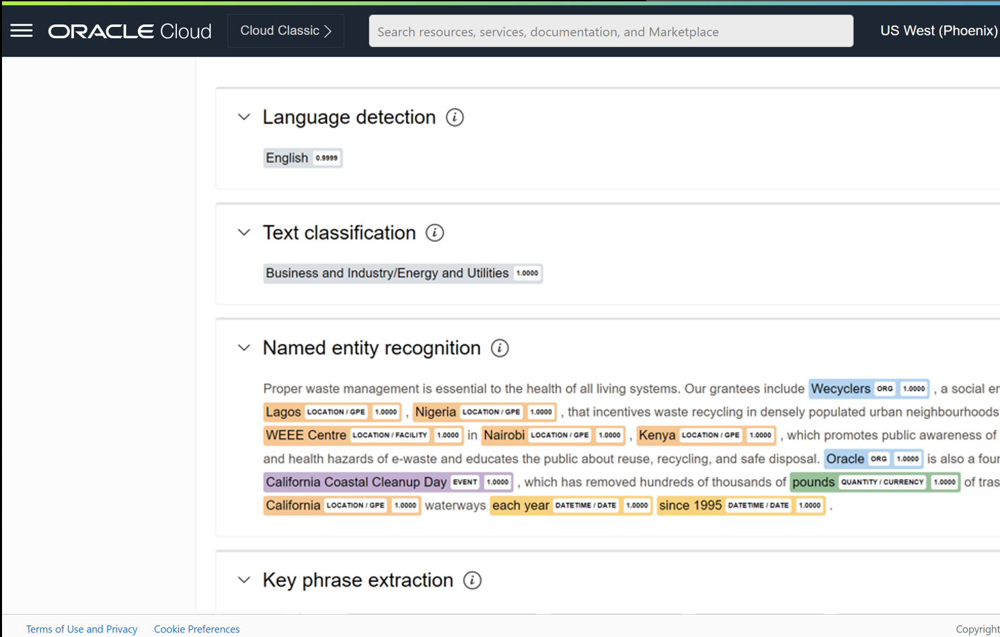 ORACLE Cloud Cloud Classic Search resources, services, documentation, and Marketplace US West (Phoenix)
Language detection
English 0.9999
Text classification
Business and Industry/Energy and Utilities 1.0000
Named entity recognition
Proper waste management is essential to the health of all living systems. Our grantees include Wecyclers ORG 1.0000 , a social
Lagos LOCATION / GPE 1.0000 , Nigeria LOCATION / GPE 1.0000 , that incentives waste recycling in densely populated urban neighbourhoods
WEEE Centre LOCATION / FACILITY 1.0000 in Nairobi LOCATION / GPE 1.0000 , Kenya LOCATION / GPE 1.0000 , which promotes public awareness of
and health hazards of e-waste and educates the public about reuse, recycling, and safe disposal. Oracle ORG 1.0000 is also a
California Coastal Cleanup Day EVENT 1.0000 , which has removed hundreds of thousands of pounds QUANTITY / CURRENCY 1.0000 of
California LOCATION / GPE 1.0000 waterways each year DATETIME / DATE 1.0000 since 1995 DATETIME / DATE 1.0000 .
Key phrase extraction
Terms of Use and Privacy Cookie Preferences Copyright